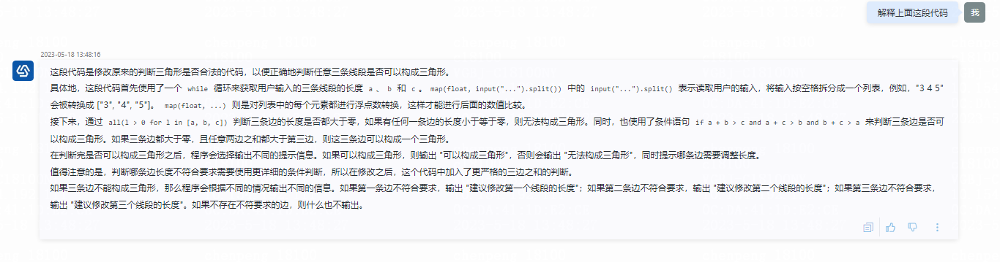 解释上面这段代码
我
2023-05-18 13:48:16
这段代码是修改原来的判断三角形是否合法的代码，以便正确地判断任意三条线段是否可以构成三角形。
具体地，这段代码首先使用了一个 while 循环来获取用户输入的三条线段的长度 a 、 b 和 c 。 map(float, input("...").split()) 中的 input("...").split() 表示读取用户的输入，将输入按空格拆分成一个列表，例如，"3 4 5"
会被转换成 ["3", "4", "5"]。 map(float, ...) 则是对列表中的每个元素都进行浮点数转换，这样才能进行后面的数值比较。
接下来，通过 all(l > 0 for l in [a, b, c]) 判断三条边的长度是否都大于零，如果有任何一条边的长度小于等于零，则无法构成三角形。同时，也使用了条件语句 if a + b > c and a + c > b and b + c > a 来判断三条边是否可
以构成三角形。如果三条边都大于零，且任意两边之和都大于第三边，则这三条边可以构成一个三角形。
在判断完是否可以构成三角形之后，程序会选择输出不同的提示信息。如果可以构成三角形，则输出 "可以构成三角形"，否则会输出 "无法构成三角形"，同时提示哪条边需要调整长度。
值得注意的是，判断哪条边长度不符合要求需要使用更详细的条件判断，所以在修改之后，这个代码中加入了更严格的三边之和的判断。
如果三条边不能构成三角形，那么程序会根据不同的情况输出不同的信息。如果第一条边不符合要求，输出 "建议修改第一个线段的长度"；如果第二条边不符合要求，输出 "建议修改第二个线段的长度"；如果第三条边不符合要求，
输出 "建议修改第三个线段的长度"。如果不存在不符要求的边，则什么也不输出。